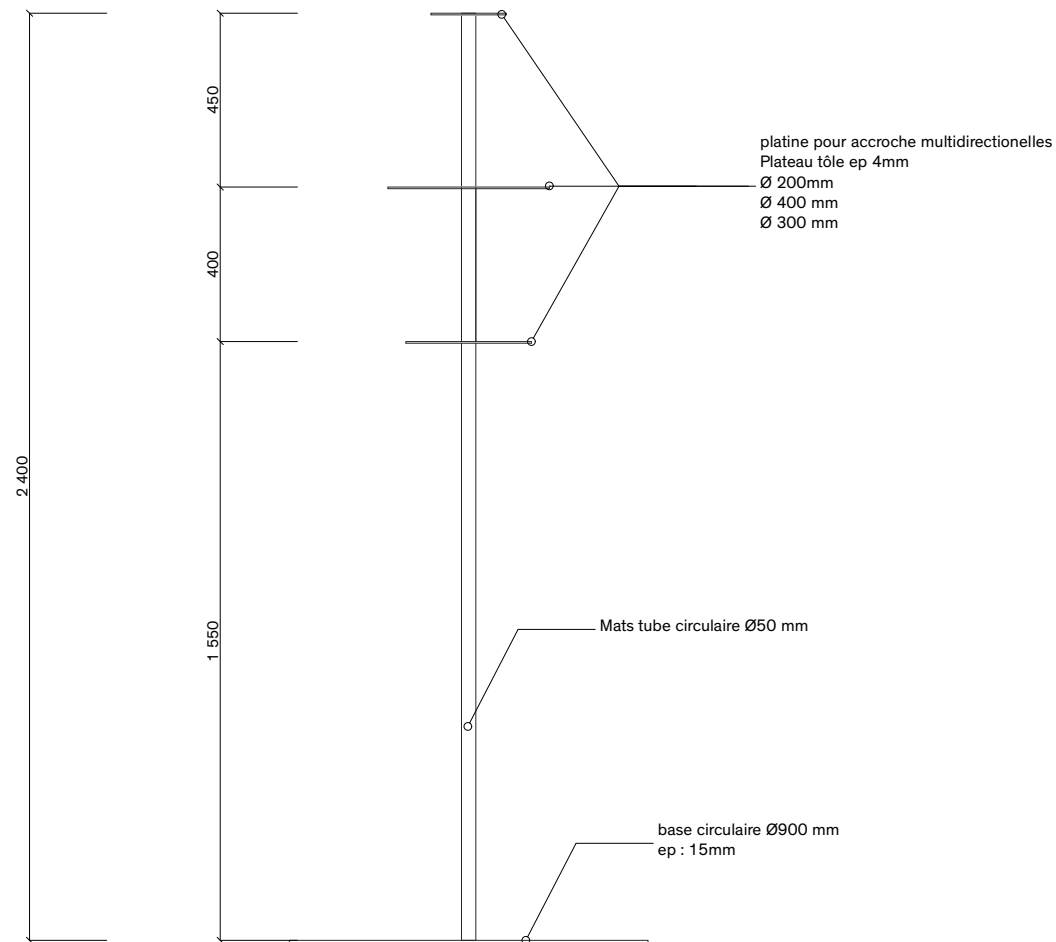 450
platine pour accroche multidirectionelles
Plateau tôle ep 4mm
Ø 200mm
Ø 400 mm
Ø 300 mm
400
2 400
1 550
Mats tube circulaire Ø50 mm
base circulaire Ø900 mm
ep : 15mm